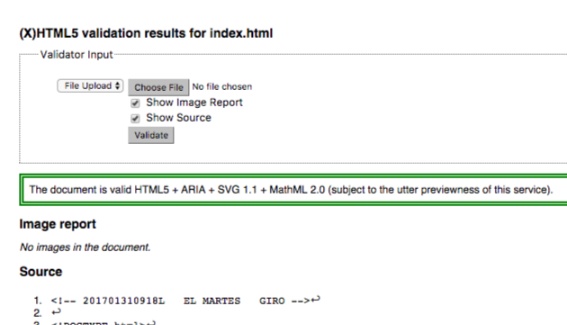 (X)HTML5 validation results for index.html
Validator Input
File Upload Choose File No file chosen
Show Image Report
Show Source
Validate
The document is valid HTML5 + ARIA + SVG 1.1 + MathML 2.0 (subject to the utter previewness of this service).
Image report
No images in the document.
Source
1. <!-- 201701310918L EL MARTES GIRO -->↩
2. ↩
3. <!DOCTYPE html>↩